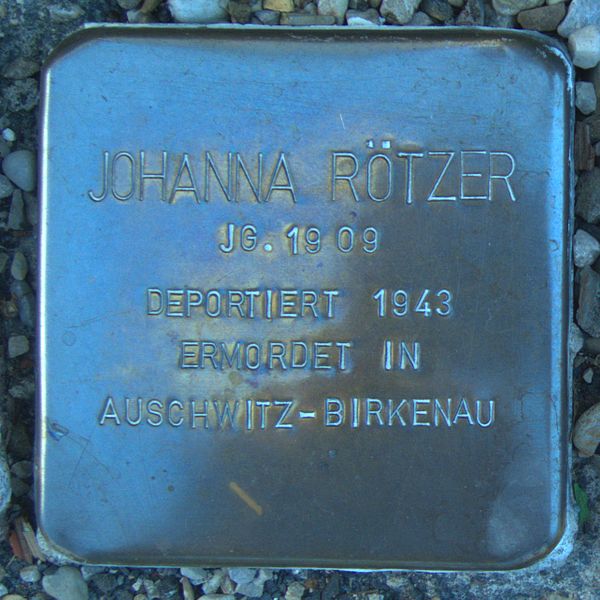 JOHANNA RÖTZER
JG. 1909
DEPORTIERT 1943
ERMORDET IN
AUSCHWITZ-BIRKENAU